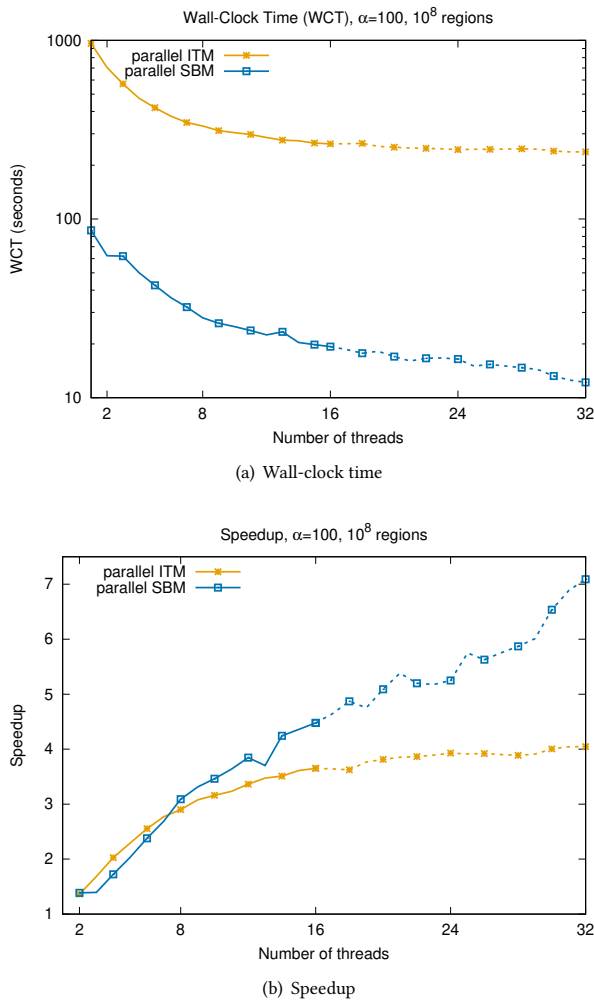 Wall-Clock Time (WCT), α=100, 10⁸ regions
1000
100
10
WCT (seconds)
parallel ITM
parallel SBM
2 8 16 24 32
Number of threads
(a) Wall-clock time
Speedup, α=100, 10⁸ regions
7
6
5
4
3
2
1
Speedup
parallel ITM
parallel SBM
2 8 16 24 32
Number of threads
(b) Speedup